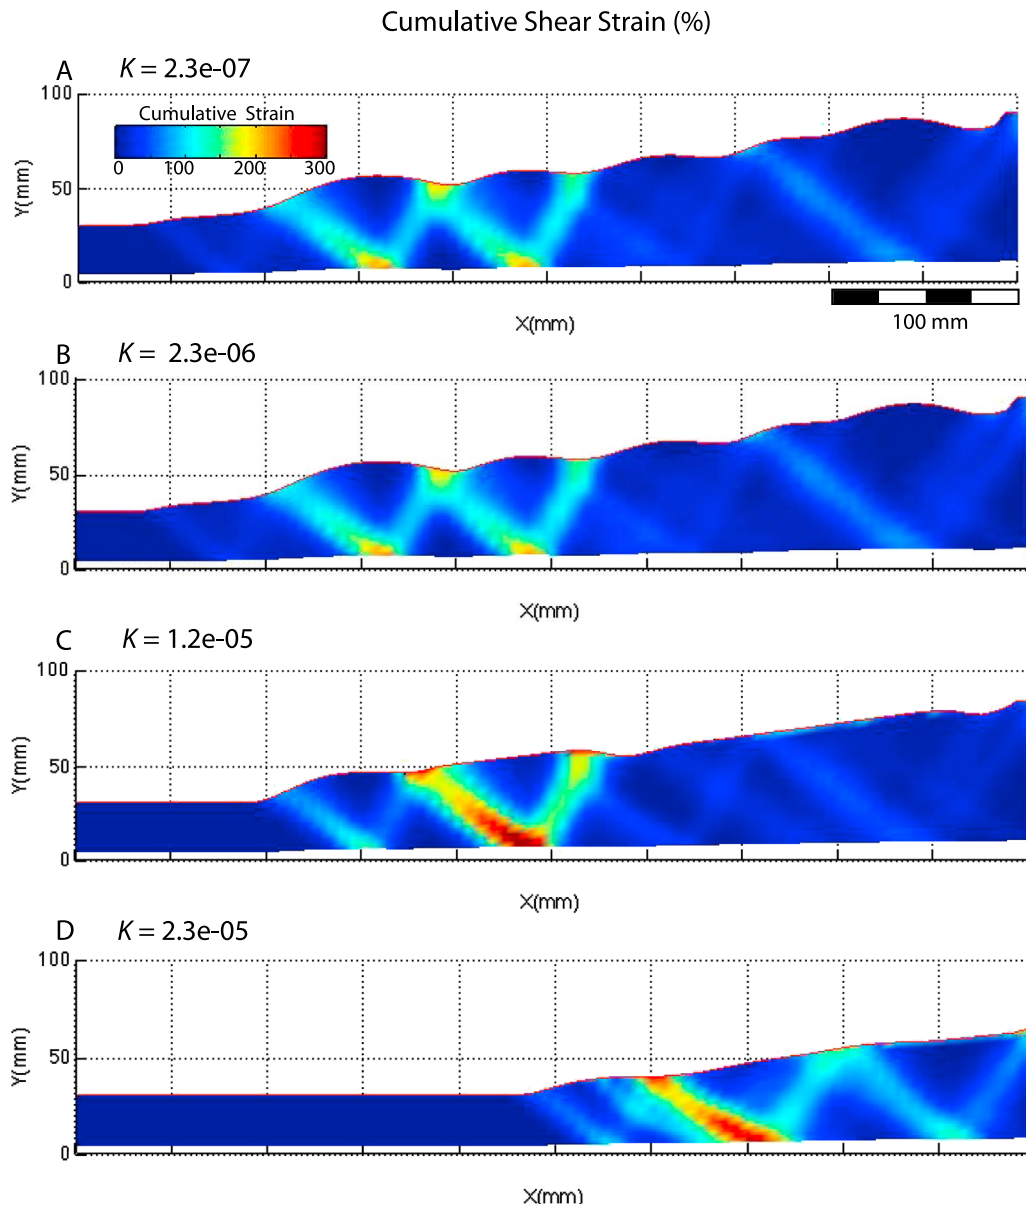 Cumulative Shear Strain (%)
A K = 2.3e-07
100
Cumulative Strain
0 100 200 300
50
Y(mm)
0
X(mm)
100 mm
B K = 2.3e-06
100
50
Y(mm)
0
X(mm)
C K = 1.2e-05
100
50
Y(mm)
0
X(mm)
D K = 2.3e-05
100
50
Y(mm)
0
X(mm)